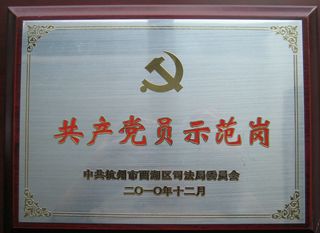 共产党员示范岗
中共杭州市西湖区司法局委员会
二〇一〇年十二月